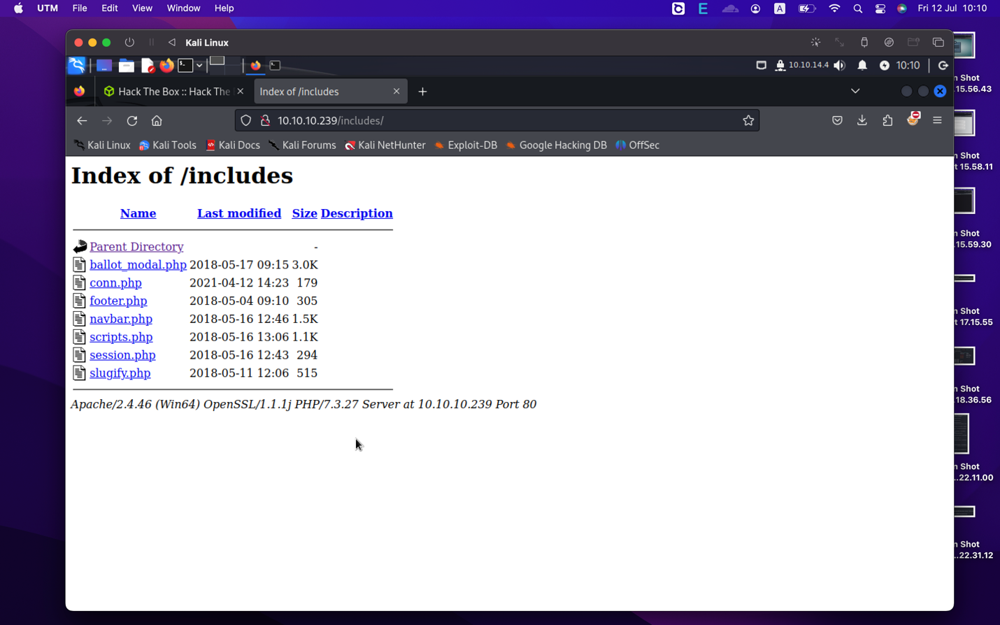 UTM File Edit View Window Help A Fri 12 Jul 10:10
Kali Linux
10.10.14.4 10:10
Hack The Box :: Hack The Index of /includes
10.10.10.239/includes/
Kali Linux Kali Tools Kali Docs Kali Forums Kali NetHunter Exploit-DB Google Hacking DB OffSec
Index of /includes
Name Last modified Size Description
Parent Directory -
ballot_modal.php 2018-05-17 09:15 3.0K
conn.php 2021-04-12 14:23 179
footer.php 2018-05-04 09:10 305
navbar.php 2018-05-16 12:46 1.5K
scripts.php 2018-05-16 13:06 1.1K
session.php 2018-05-16 12:43 294
slugify.php 2018-05-11 12:06 515
Apache/2.4.46 (Win64) OpenSSL/1.1.1j PHP/7.3.27 Server at 10.10.10.239 Port 80
n Shot
15.56.43
n Shot
t 15.58.11
n Shot
15.59.30
n Shot
t 17.15.55
n Shot
.18.36.56
n Shot
..22.11.00
n Shot
..22.31.12